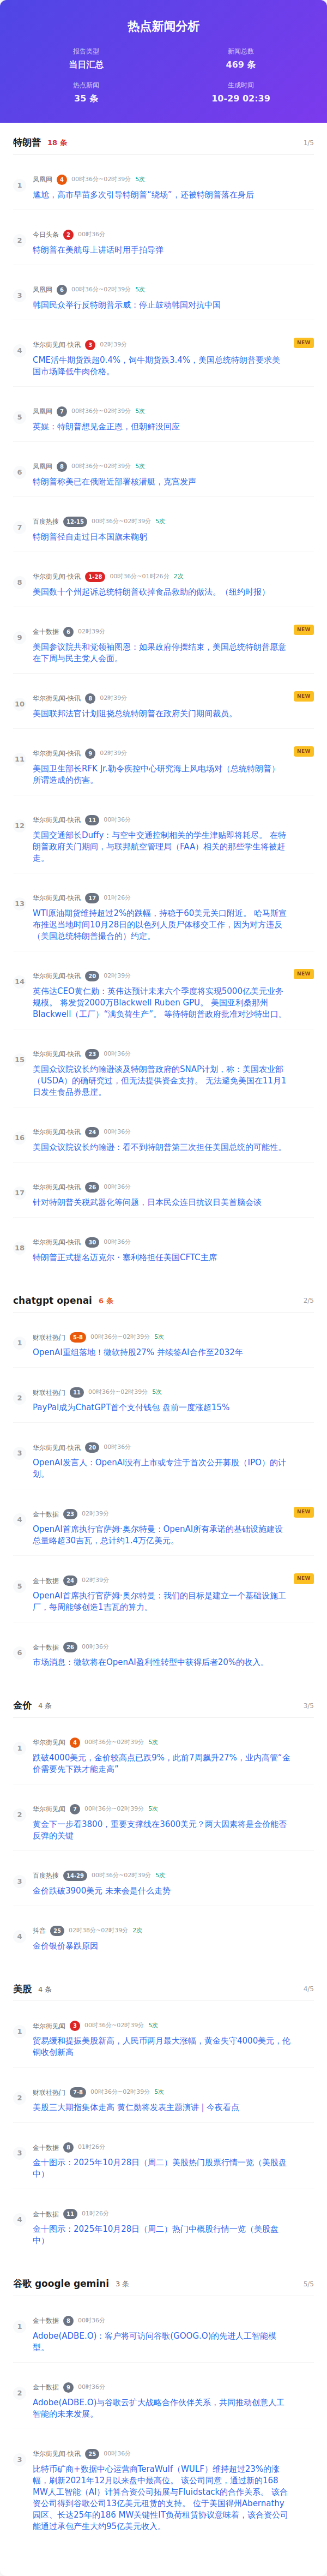 热点新闻分析
报告类型
当日汇总
新闻总数
469 条
热点新闻
35 条
生成时间
10-29 02:39
特朗普 18 条 1/5
1
凤凰网 4 00时36分~02时39分 5次
尴尬，高市早苗多次引导特朗普“绕场”，还被特朗普落在身后
2
今日头条 2 00时36分
特朗普在美航母上讲话时用手拍导弹
3
凤凰网 6 00时36分~02时39分 5次
韩国民众举行反特朗普示威：停止鼓动韩国对抗中国
4
华尔街见闻-快讯 3 02时39分
NEW
CME活牛期货跌超0.4%，饲牛期货跌3.4%，美国总统特朗普要求美
国市场降低牛肉价格。
5
凤凰网 7 00时36分~02时39分 5次
英媒：特朗普想见金正恩，但朝鲜没回应
6
凤凰网 8 00时36分~02时39分 5次
特朗普称美已在俄附近部署核潜艇，克宫发声
7
百度热搜 12-15 00时36分~02时39分 5次
特朗普径自走过日本国旗未鞠躬
8
华尔街见闻-快讯 1-28 00时36分~01时26分 2次
美国数十个州起诉总统特朗普砍掉食品救助的做法。（纽约时报）
9
金十数据 6 02时39分
NEW
美国参议院共和党领袖图恩：如果政府停摆结束，美国总统特朗普愿意
在下周与民主党人会面。
10
华尔街见闻-快讯 8 02时39分
NEW
美国联邦法官计划阻挠总统特朗普在政府关门期间裁员。
11
华尔街见闻-快讯 9 02时39分
NEW
美国卫生部长RFK Jr.勒令疾控中心研究海上风电场对（总统特朗普）
所谓造成的伤害。
12
华尔街见闻-快讯 11 00时36分
美国交通部长Duffy：与空中交通控制相关的学生津贴即将耗尽。 在特
朗普政府关门期间，与联邦航空管理局（FAA）相关的那些学生将被赶
走。
13
华尔街见闻-快讯 17 01时26分
WTI原油期货维持超过2%的跌幅，持稳于60美元关口附近。 哈马斯宣
布推迟当地时间10月28日的以色列人质尸体移交工作，因为对方违反
（美国总统特朗普撮合的）约定。
14
华尔街见闻-快讯 20 02时39分
NEW
英伟达CEO黄仁勋：英伟达预计未来六个季度将实现5000亿美元业务
规模。 将发货2000万Blackwell Ruben GPU。 美国亚利桑那州
Blackwell（工厂）“满负荷生产”。 等待特朗普政府批准对沙特出口。
15
华尔街见闻-快讯 23 00时36分
美国众议院议长约翰逊谈及特朗普政府的SNAP计划，称：美国农业部
（USDA）的确研究过，但无法提供资金支持。 无法避免美国在11月1
日发生食品券悬崖。
16
华尔街见闻-快讯 24 00时36分
美国众议院议长约翰逊：看不到特朗普第三次担任美国总统的可能性。
17
华尔街见闻-快讯 26 00时36分
针对特朗普关税武器化等问题，日本民众连日抗议日美首脑会谈
18
华尔街见闻-快讯 30 00时36分
特朗普正式提名迈克尔·塞利格担任美国CFTC主席
chatgpt openai 6 条 2/5
1
财联社热门 5-8 00时36分~02时39分 5次
OpenAI重组落地！微软持股27% 并续签AI合作至2032年
2
财联社热门 11 00时36分~02时39分 5次
PayPal成为ChatGPT首个支付钱包 盘前一度涨超15%
3
华尔街见闻-快讯 20 00时36分
OpenAI发言人：OpenAI没有上市或专注于首次公开募股（IPO）的计
划。
4
金十数据 23 02时39分
NEW
OpenAI首席执行官萨姆·奥尔特曼：OpenAI所有承诺的基础设施建设
总量略超30吉瓦，总计约1.4万亿美元。
5
金十数据 24 02时39分
NEW
OpenAI首席执行官萨姆·奥尔特曼：我们的目标是建立一个基础设施工
厂，每周能够创造1吉瓦的算力。
6
金十数据 26 00时36分
市场消息：微软将在OpenAI盈利性转型中获得后者20%的收入。
金价 4 条 3/5
1
华尔街见闻 4 00时36分~02时39分 5次
跌破4000美元，金价较高点已跌9%，此前7周飙升27%，业内高管“金
价需要先下跌才能走高”
2
华尔街见闻 7 00时36分~02时39分 5次
黄金下一步看3800，重要支撑线在3600美元？两大因素将是金价能否
反弹的关键
3
百度热搜 14-29 00时36分~02时39分 5次
金价跌破3900美元 未来会是什么走势
4
抖音 25 02时38分~02时39分 2次
金价银价暴跌原因
美股 4 条 4/5
1
华尔街见闻 3 00时36分~02时39分 5次
贸易缓和提振美股新高，人民币两月最大涨幅，黄金失守4000美元，伦
铜收创新高
2
财联社热门 7-8 00时36分~02时39分 5次
美股三大期指集体走高 黄仁勋将发表主题演讲 | 今夜看点
3
金十数据 8 01时26分
金十图示：2025年10月28日（周二）美股热门股票行情一览（美股盘
中）
4
金十数据 11 01时26分
金十图示：2025年10月28日（周二）热门中概股行情一览（美股盘
中）
谷歌 google gemini 3 条 5/5
1
金十数据 8 00时36分
Adobe(ADBE.O)：客户将可访问谷歌(GOOG.O)的先进人工智能模
型。
2
金十数据 9 00时36分
Adobe(ADBE.O)与谷歌云扩大战略合作伙伴关系，共同推动创意人工
智能的未来发展。
3
华尔街见闻-快讯 25 00时36分
比特币矿商+数据中心运营商TeraWulf（WULF）维持超过23%的涨
幅，刷新2021年12月以来盘中最高位。 该公司同意，通过新的168
MW人工智能（AI）计算合资公司拓展与Fluidstack的合作关系。 该合
资公司得到谷歌公司13亿美元租赁的支持。 位于美国得州Abernathy
园区、长达25年的186 MW关键性IT负荷租赁协议意味着，该合资公司
能通过承包产生大约95亿美元收入。